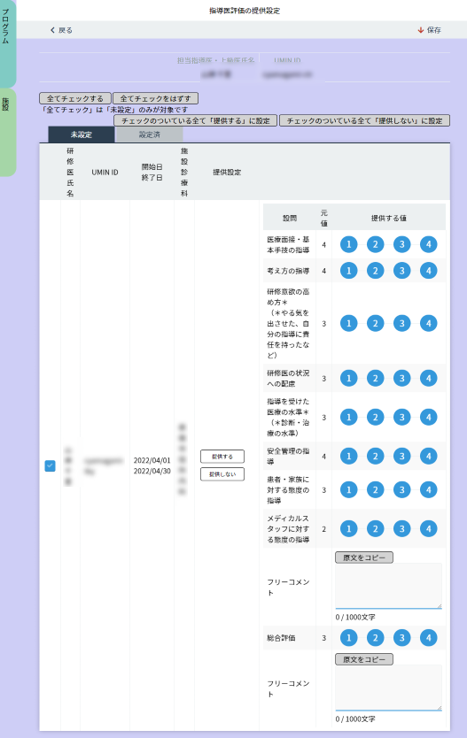 指導医評価の提供設定
プログラム
施設
戻る
保存
担当指導医・上級医氏名 UMIN ID
全てチェックする 全てチェックをはずす
「全てチェック」は「未設定」のみが対象です
チェックのついている全て「提供する」に設定 チェックのついている全て「提供しない」に設定
未設定 設定済
研修医氏名 UMIN ID 開始日 終了日 施設診療科 提供設定
設問 元値 提供する値
医療面接・基本手技の指導 4 1 2 3 4
考え方の指導 4 1 2 3 4
研修意欲の高め方＊（＊やる気を出させた、自分の指導に責任を持ったなど） 3 1 2 3 4
研修医の状況への配慮 3 1 2 3 4
指導を受けた医療の水準＊（＊診断・治療の水準） 3 1 2 3 4
2022/04/01
2022/04/30
提供する
提供しない
安全管理の指導 4 1 2 3 4
患者・家族に対する態度の指導 3 1 2 3 4
メディカルスタッフに対する態度の指導 2 1 2 3 4
原文をコピー
フリーコメント
0 / 1000文字
総合評価 3 1 2 3 4
原文をコピー
フリーコメント
0 / 1000文字